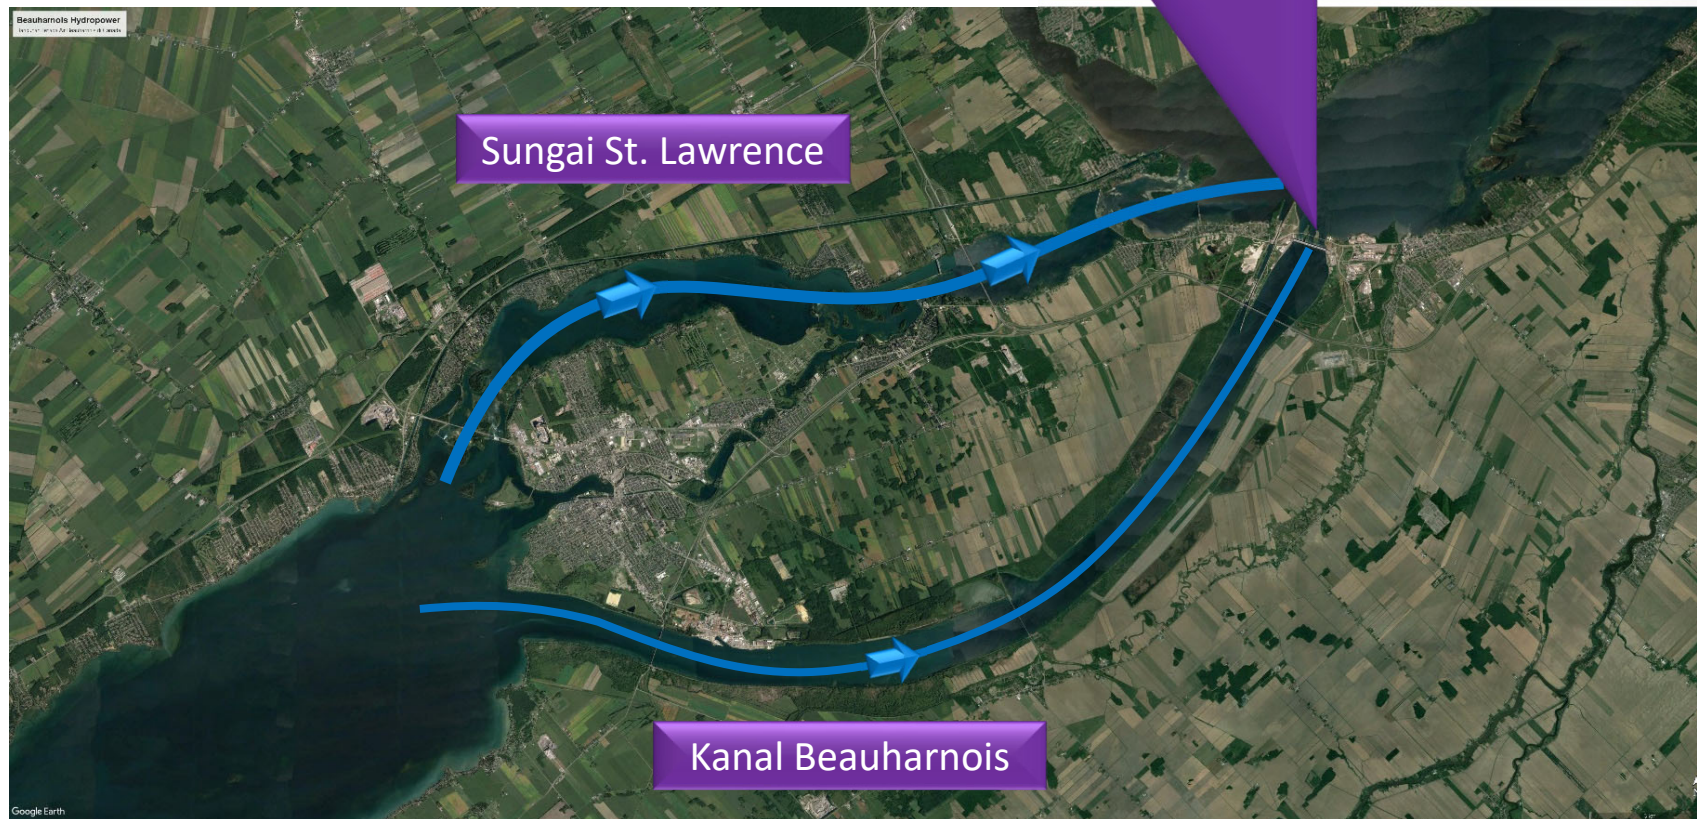 Beauharnois Hydropower
Sungai St. Lawrence
Kanal Beauharnois
Google Earth